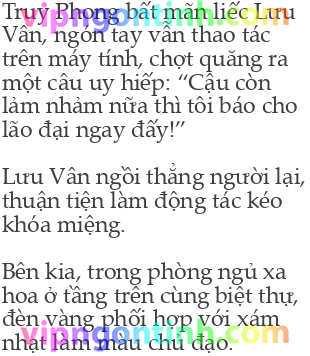 Truy Phong bất mãn liếc Lưu
Vân, ngón tay vẫn thao tác
trên máy tính, chợt quăng ra
một câu uy hiếp: “Cậu còn
lảm nhảm nữa thì tôi báo cho
lão đại ngay đấy!”
Lưu Vân ngồi thẳng người lại,
thuận tiện làm động tác kéo
khóa miệng.
Bên kia, trong phòng ngủ xa
hoa ở tầng trên cùng biệt thự,
đèn vàng phối hợp với xám
nhạt làm màu chủ đạo.
vipngontinh.com
vipngontinh.com